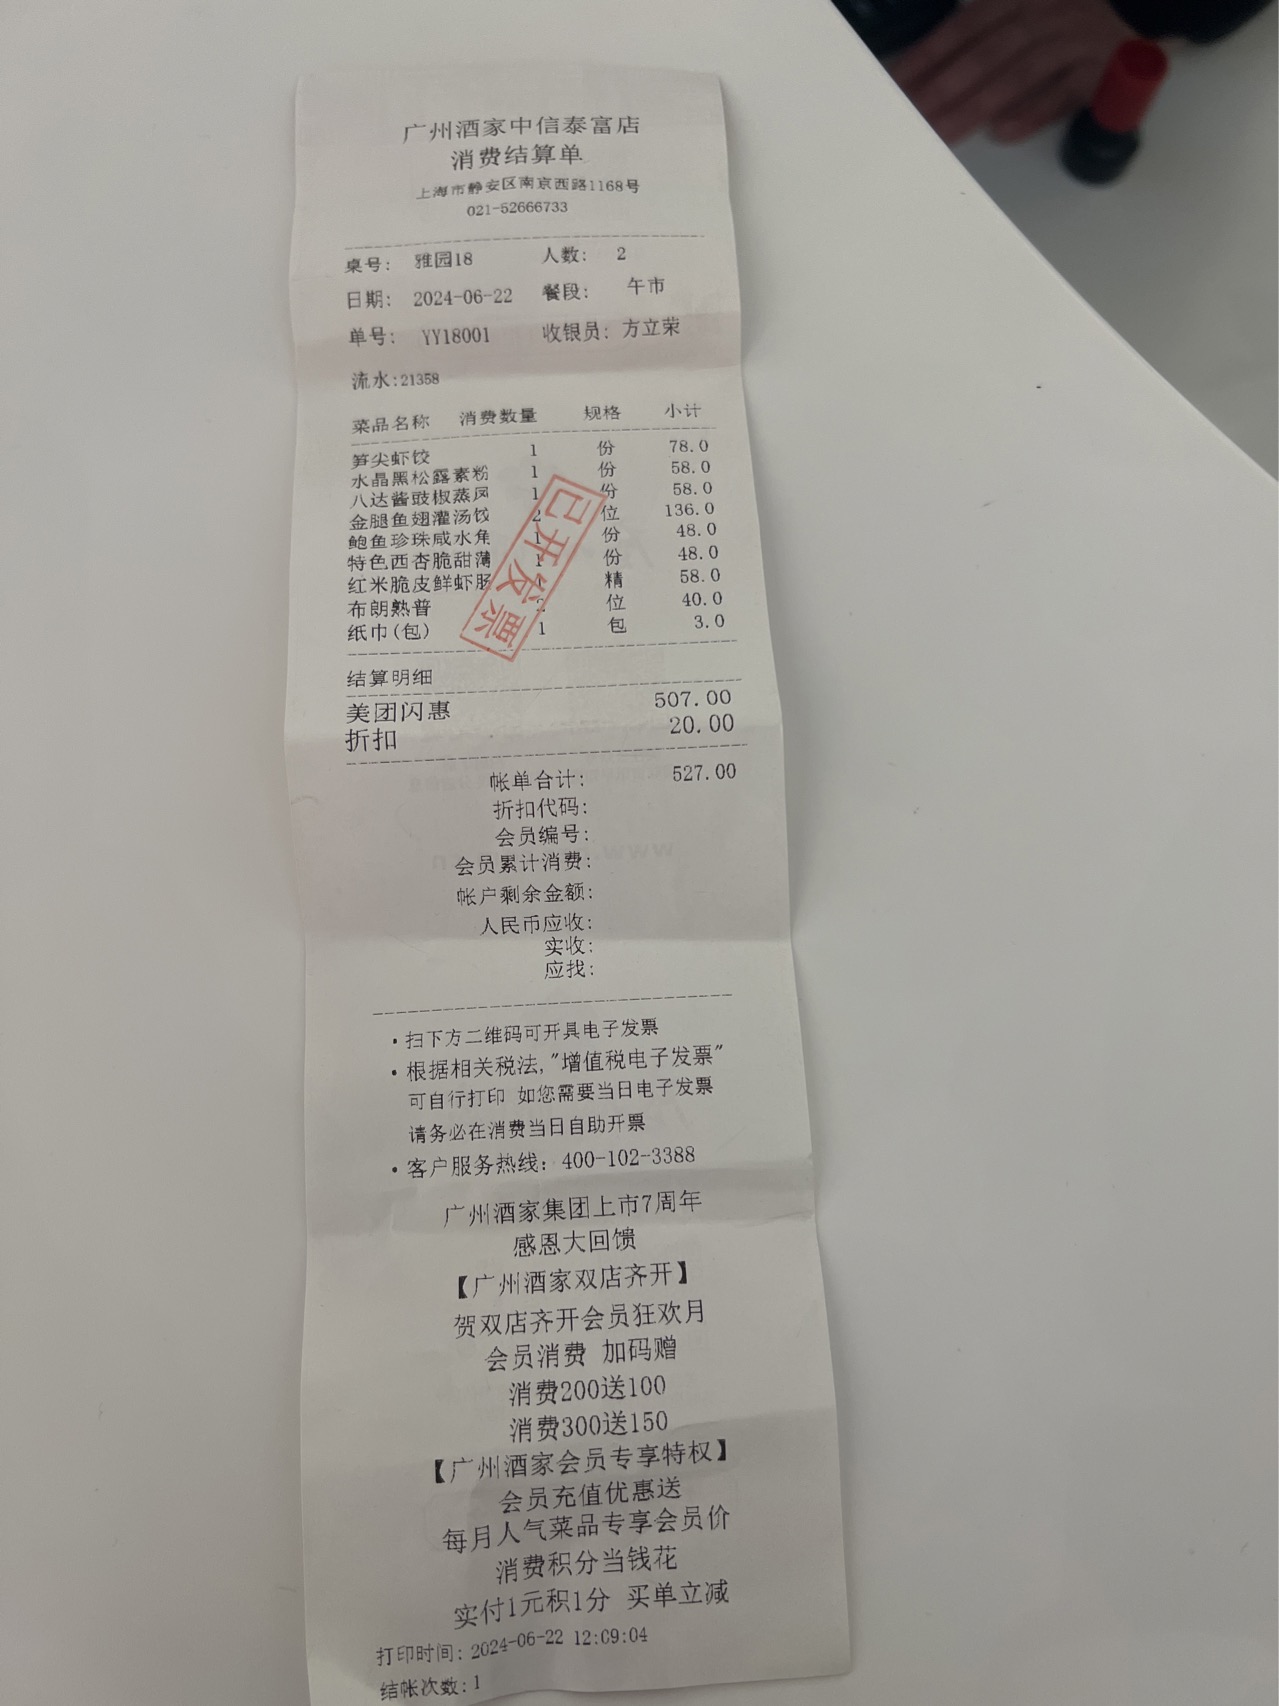 广州酒家中信泰富店
消费结算单
上海市静安区南京西路1168号
021-52666733
桌号: 雅园18 人数: 2
日期: 2024-06-22 餐段: 午市
单号: YY18001 收银员: 方立荣
流水:21358
菜品名称 消费数量 规格 小计
笋尖虾饺 1 份 78.0
水晶黑松露素粉 1 份 58.0
八达酱豉椒蒸凤 1 份 58.0
金腿鱼翅灌汤饺 2 位 136.0
鲍鱼珍珠咸水角 1 份 48.0
特色西杏脆甜薄 1 份 48.0
红米脆皮鲜虾肠 1 精 58.0
布朗熟普 2 位 40.0
纸巾(包) 1 包 3.0
已开发票
结算明细
美团闪惠 507.00
折扣 20.00
帐单合计: 527.00
折扣代码:
会员编号:
会员累计消费:
帐户剩余金额:
人民币应收:
实收:
应找:
·扫下方二维码可开具电子发票
·根据相关税法,"增值税电子发票"
可自行打印 如您需要当日电子发票
请务必在消费当日自助开票
·客户服务热线: 400-102-3388
广州酒家集团上市7周年
感恩大回馈
【广州酒家双店齐开】
贺双店齐开会员狂欢月
会员消费 加码赠
消费200送100
消费300送150
【广州酒家会员专享特权】
会员充值优惠送
每月人气菜品专享会员价
消费积分当钱花
实付1元积1分 买单立减
打印时间: 2024-06-22 12:09:04
结帐次数:1